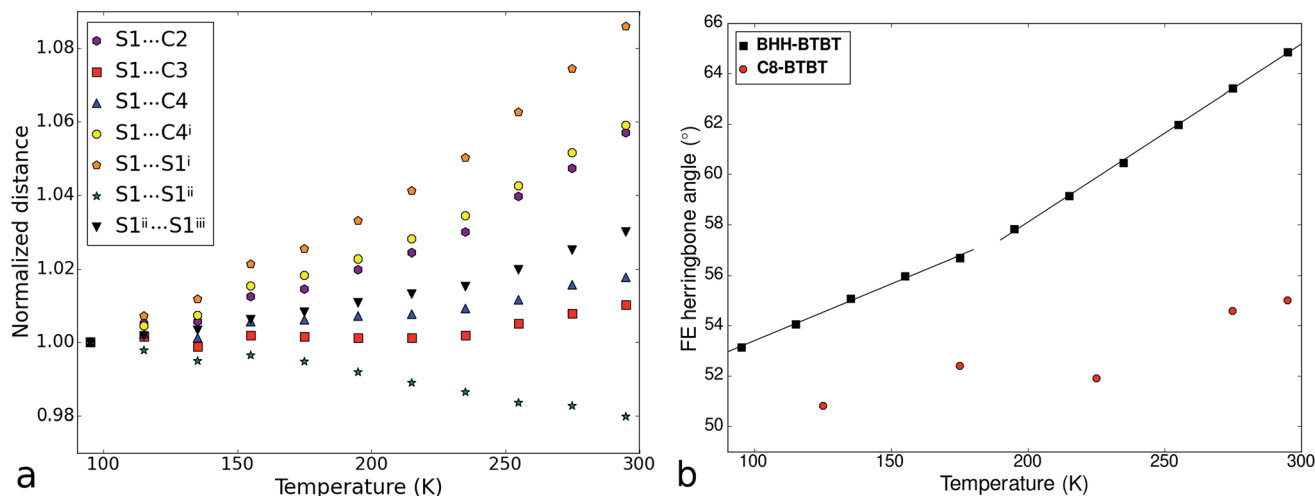 S1···C2
S1···C3
S1···C4
S1···C4ⁱ
S1···S1ⁱ
S1···S1ⁱⁱ
S1ⁱⁱ···S1ⁱⁱⁱ
1.08
1.06
1.04
1.02
1.00
0.98
Normalized distance
100 150 200 250 300
Temperature (K)
a
BHH-BTBT
C8-BTBT
66
64
62
60
58
56
54
52
50
FE herringbone angle (°)
100 150 200 250 300
Temperature (K)
b